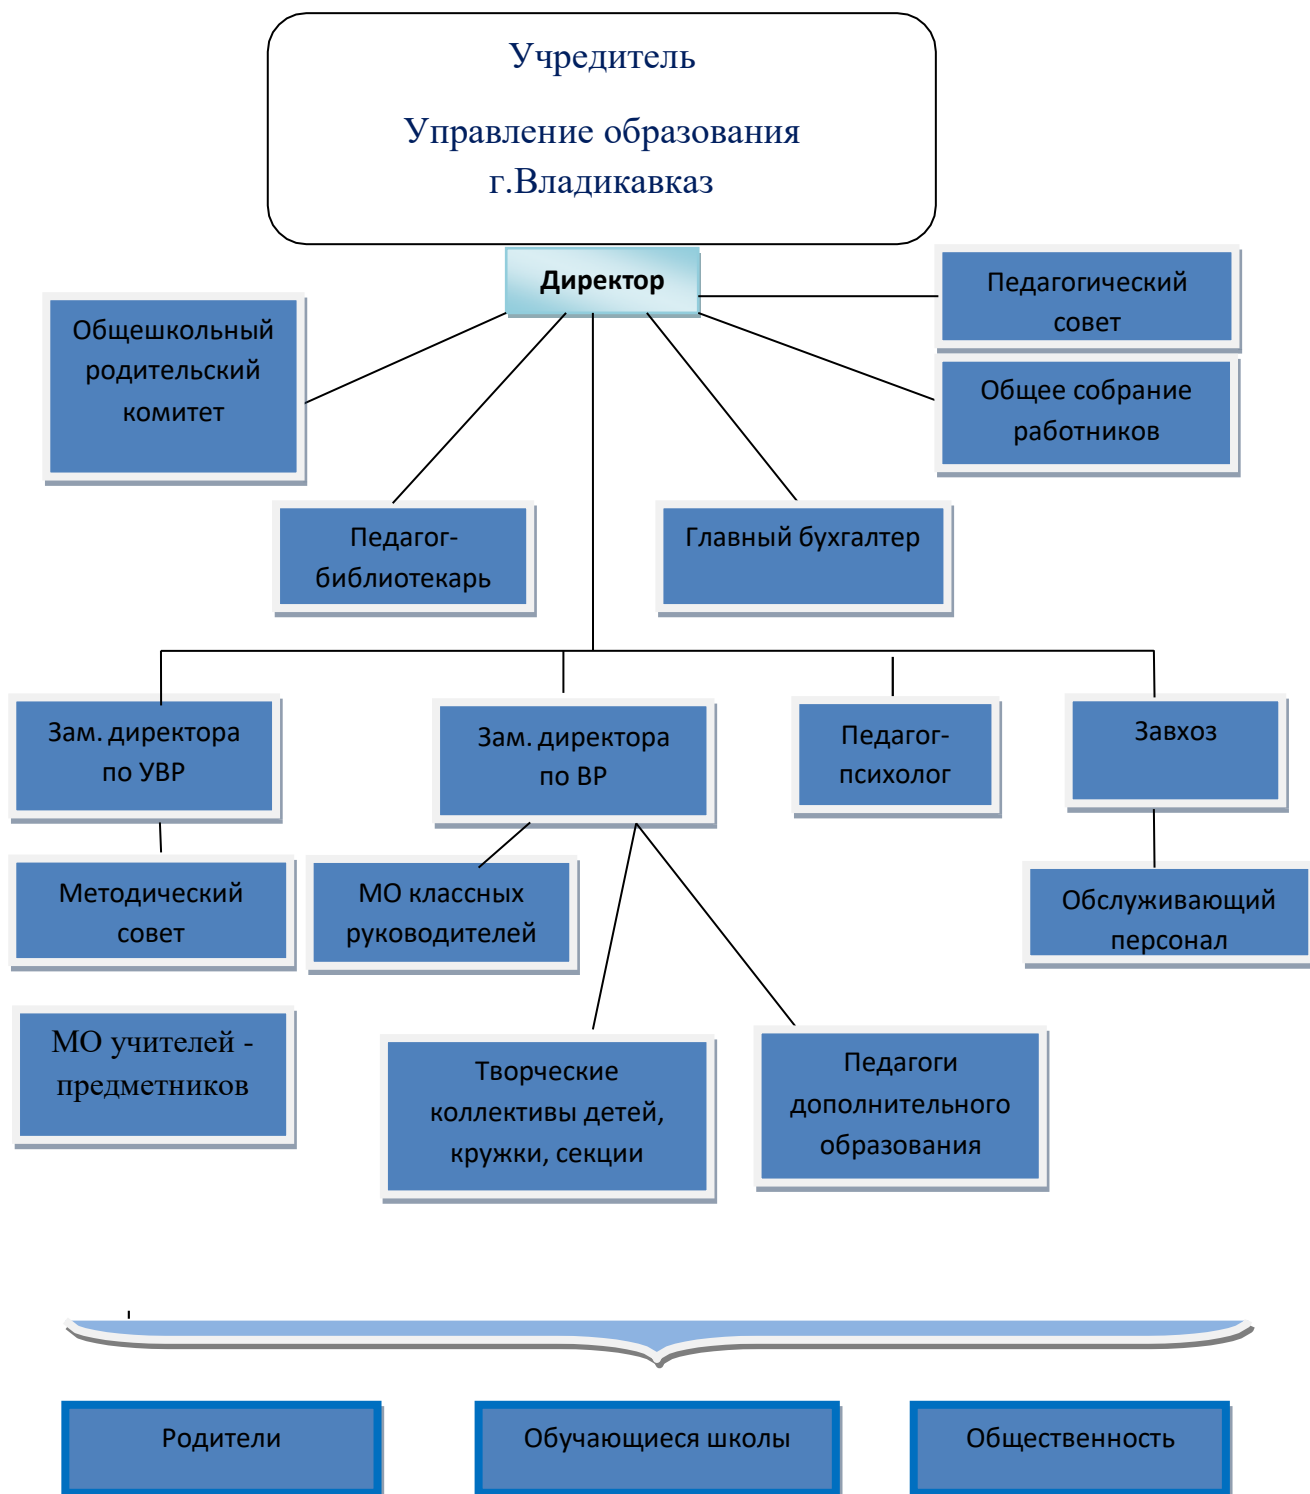 Учредитель
Управление образования
г.Владикавказ
Директор
Педагогический
совет
Общешкольный
родительский
комитет
Общее собрание
работников
Педагог-
библиотекарь
Главный бухгалтер
Зам. директора
по УВР
Зам. директора
по ВР
Педагог-
психолог
Завхоз
Методический
совет
МО классных
руководителей
Обслуживающий
персонал
МО учителей -
предметников
Творческие
коллективы детей,
кружки, секции
Педагоги
дополнительного
образования
Родители
Обучающиеся школы
Общественность